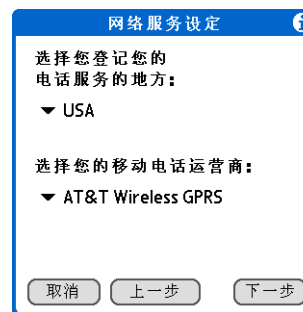 网络服务设定
选择您登记您的
电话服务的地方:
USA
选择您的移动电话运营商:
AT&T Wireless GPRS
取消 上一步 下一步